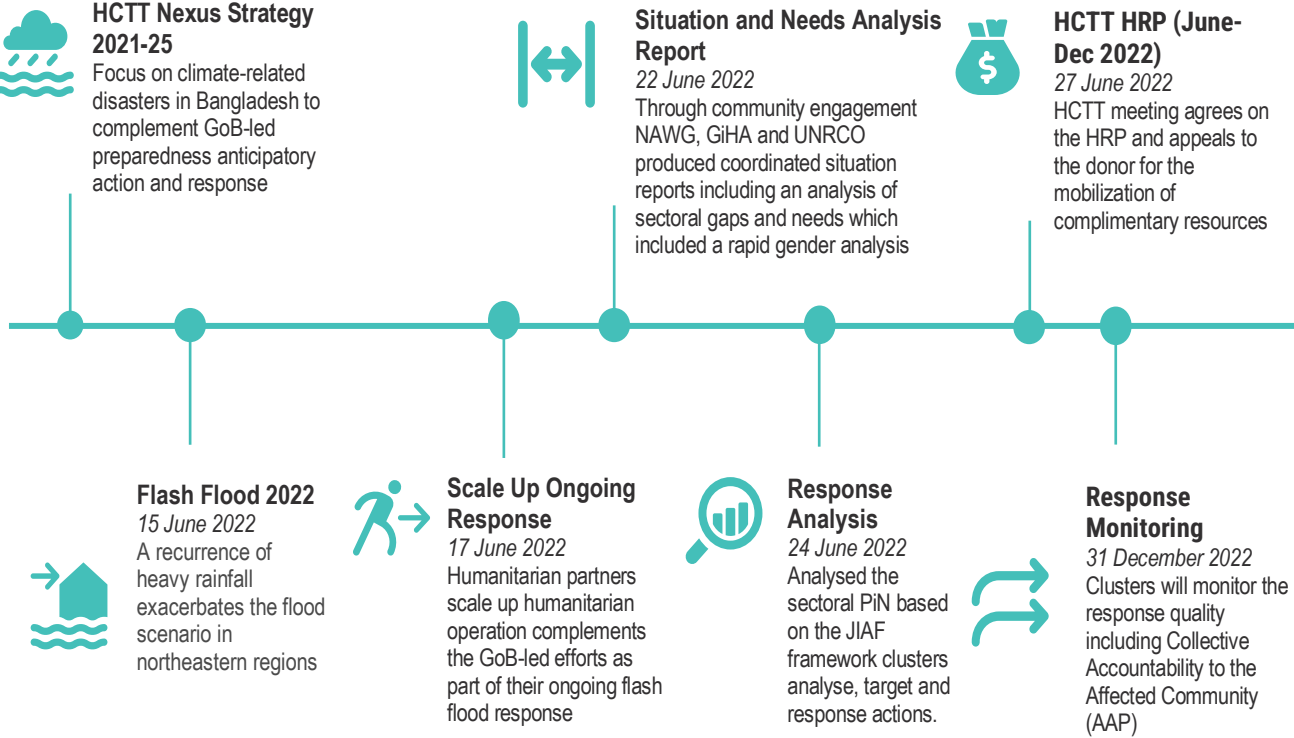 HCTT Nexus Strategy
2021-25
Focus on climate-related
disasters in Bangladesh to
complement GoB-led
preparedness anticipatory
action and response
Situation and Needs Analysis
Report
22 June 2022
Through community engagement
NAWG, GiHA and UNRCO
produced coordinated situation
reports including an analysis of
sectoral gaps and needs which
included a rapid gender analysis
$
HCTT HRP (June-
Dec 2022)
27 June 2022
HCTT meeting agrees on
the HRP and appeals to
the donor for the
mobilization of
complimentary resources
Flash Flood 2022
15 June 2022
A recurrence of
heavy rainfall
exacerbates the flood
scenario in
northeastern regions
Scale Up Ongoing
Response
17 June 2022
Humanitarian partners
scale up humanitarian
operation complements
the GoB-led efforts as
part of their ongoing flash
flood response
Response
Analysis
24 June 2022
Analysed the
sectoral PiN based
on the JIAF
framework clusters
analyse, target and
response actions.
Response
Monitoring
31 December 2022
Clusters will monitor the
response quality
including Collective
Accountability to the
Affected Community
(AAP)